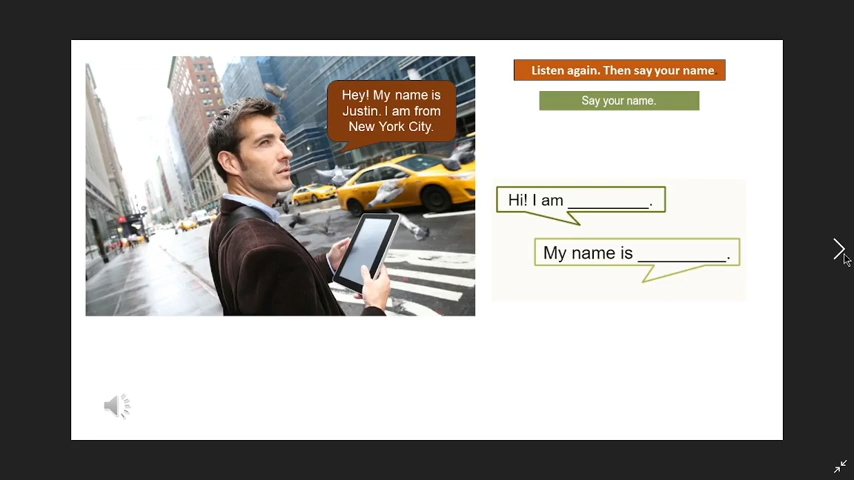 Hey! My name is
Justin. I am from
New York City.
Listen again. Then say your name.
Say your name.
Hi! I am _________.
My name is __________.